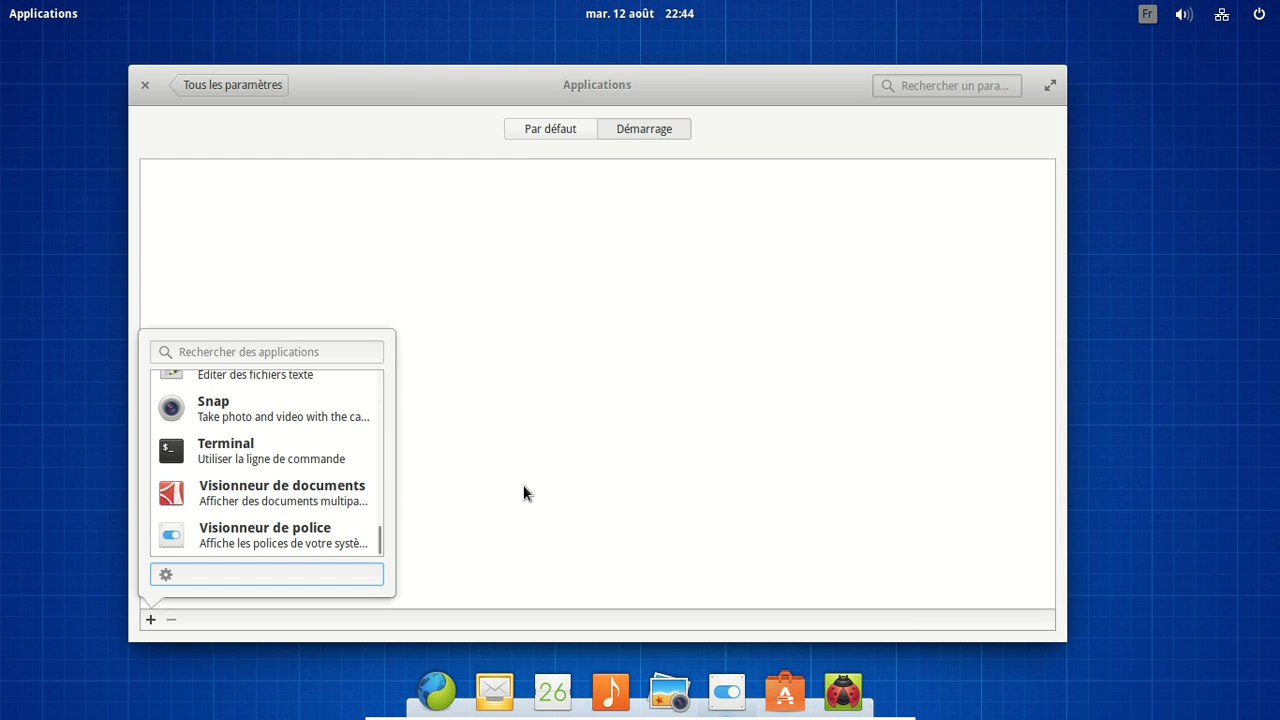 Applications
mar. 12 août 22:44
Fr
Tous les paramètres
Applications
Rechercher un para...
Par défaut
Démarrage
Rechercher des applications
Éditer des fichiers texte
Snap
Take photo and video with the ca...
Terminal
Utiliser la ligne de commande
Visionneur de documents
Afficher des documents multipa...
Visionneur de police
Affiche les polices de votre systè...
26